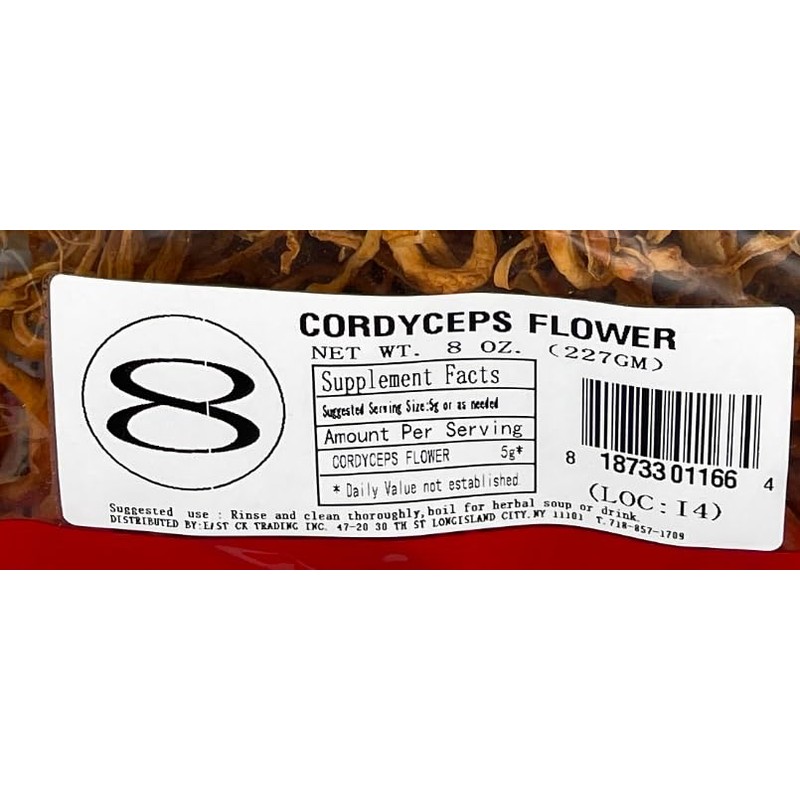 8
CORDYCEPS FLOWER
NET WT. 8 OZ. (227GM)
Supplement Facts
Suggested Serving Size:5g or as needed
Amount Per Serving
CORDYCEPS FLOWER 5g*
* Daily Value not established
8 18733 01166 4
(LOC:I4)
Suggested use : Rinse and clean thoroughly,boil for herbal soup or drink.
DISTRIBUTED BY:EAST CK TRADING INC. 47-20 30 TH ST LONGISLAND CITY.NY 11101 T.718-857-1709